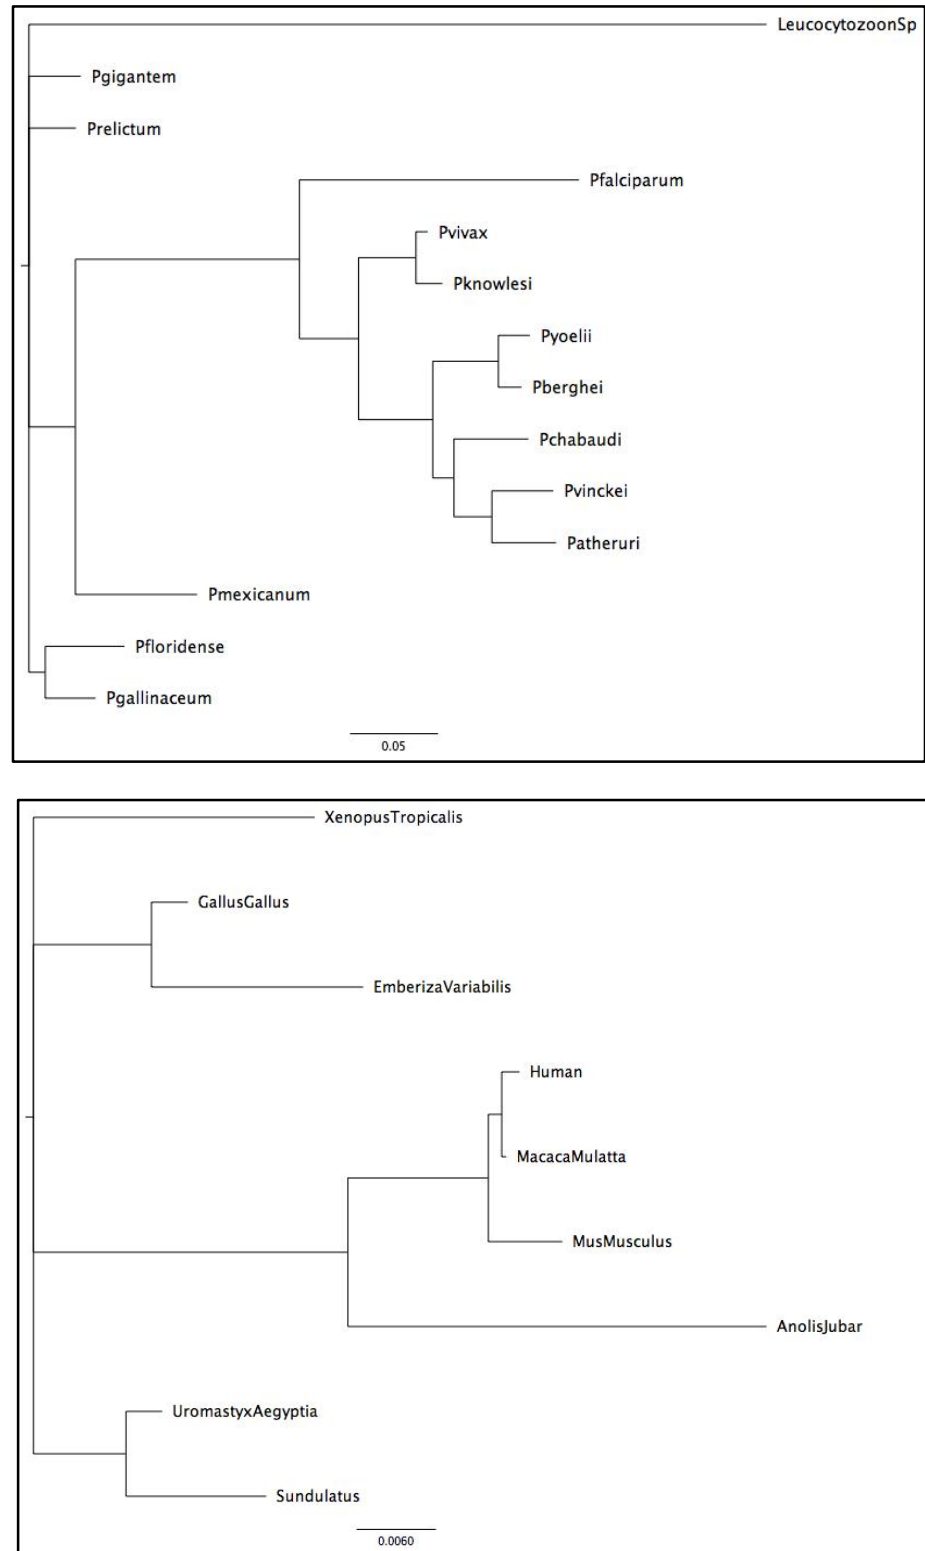 LeucocytozoonSp
Pgigantem
Prelictum
Pfalciparum
Pvivax
Pknowlesi
Pyoelii
Pberghei
Pchabaudi
Pvinckei
Patheruri
Pmexicanum
Pfloridense
Pgallinaceum
0.05
XenopusTropicalis
GallusGallus
EmberizaVariabilis
Human
MacacaMulatta
MusMusculus
AnolisJubar
UromastyxAegyptia
Sundulatus
0.0060